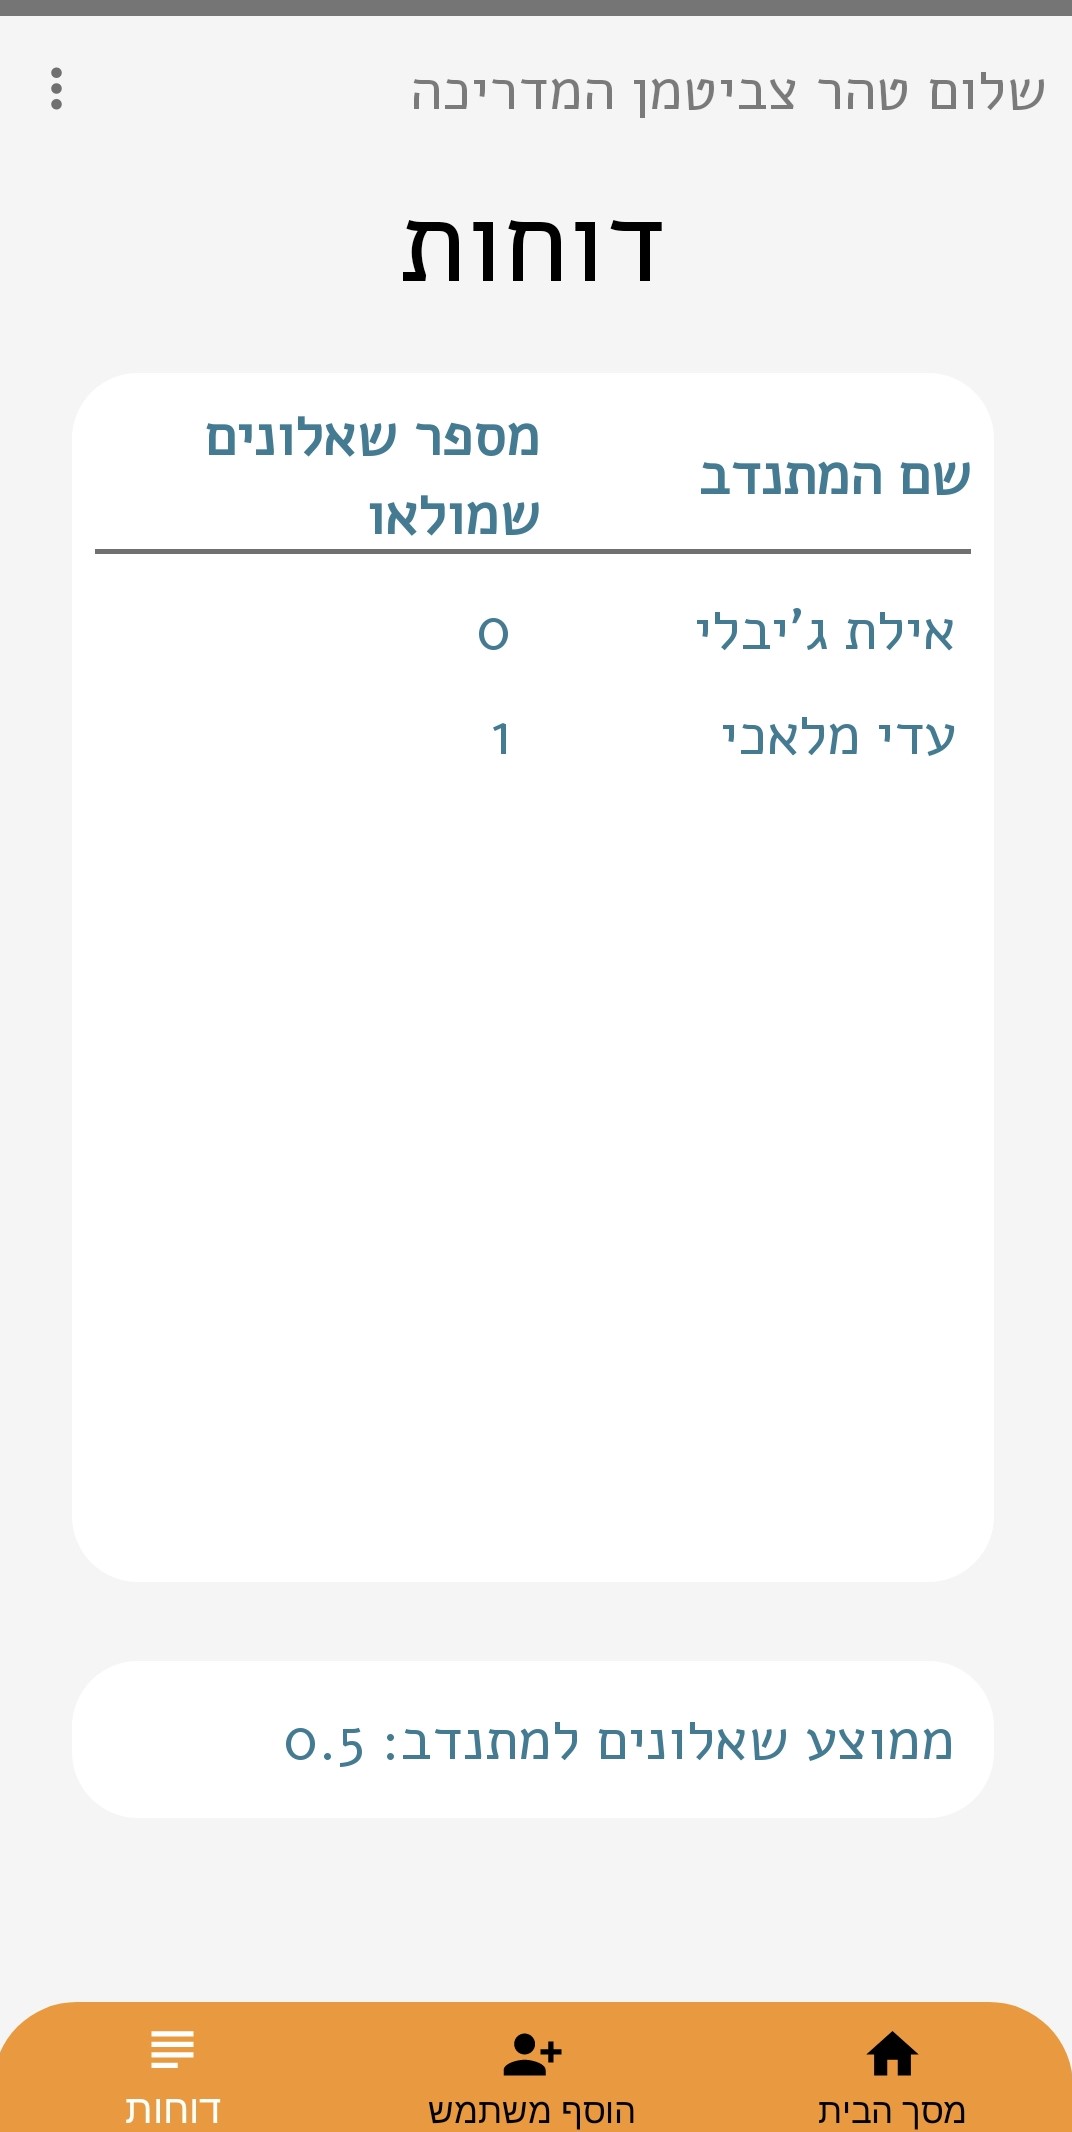 שלום טהר צביטמן המדריכה
דוחות
שם המתנדב
מספר שאלונים
שמולאו
אילת ג'יבלי 0
עדי מלאכי 1
ממוצע שאלונים למתנדב: 0.5
מסך הבית
הוסף משתמש
דוחות